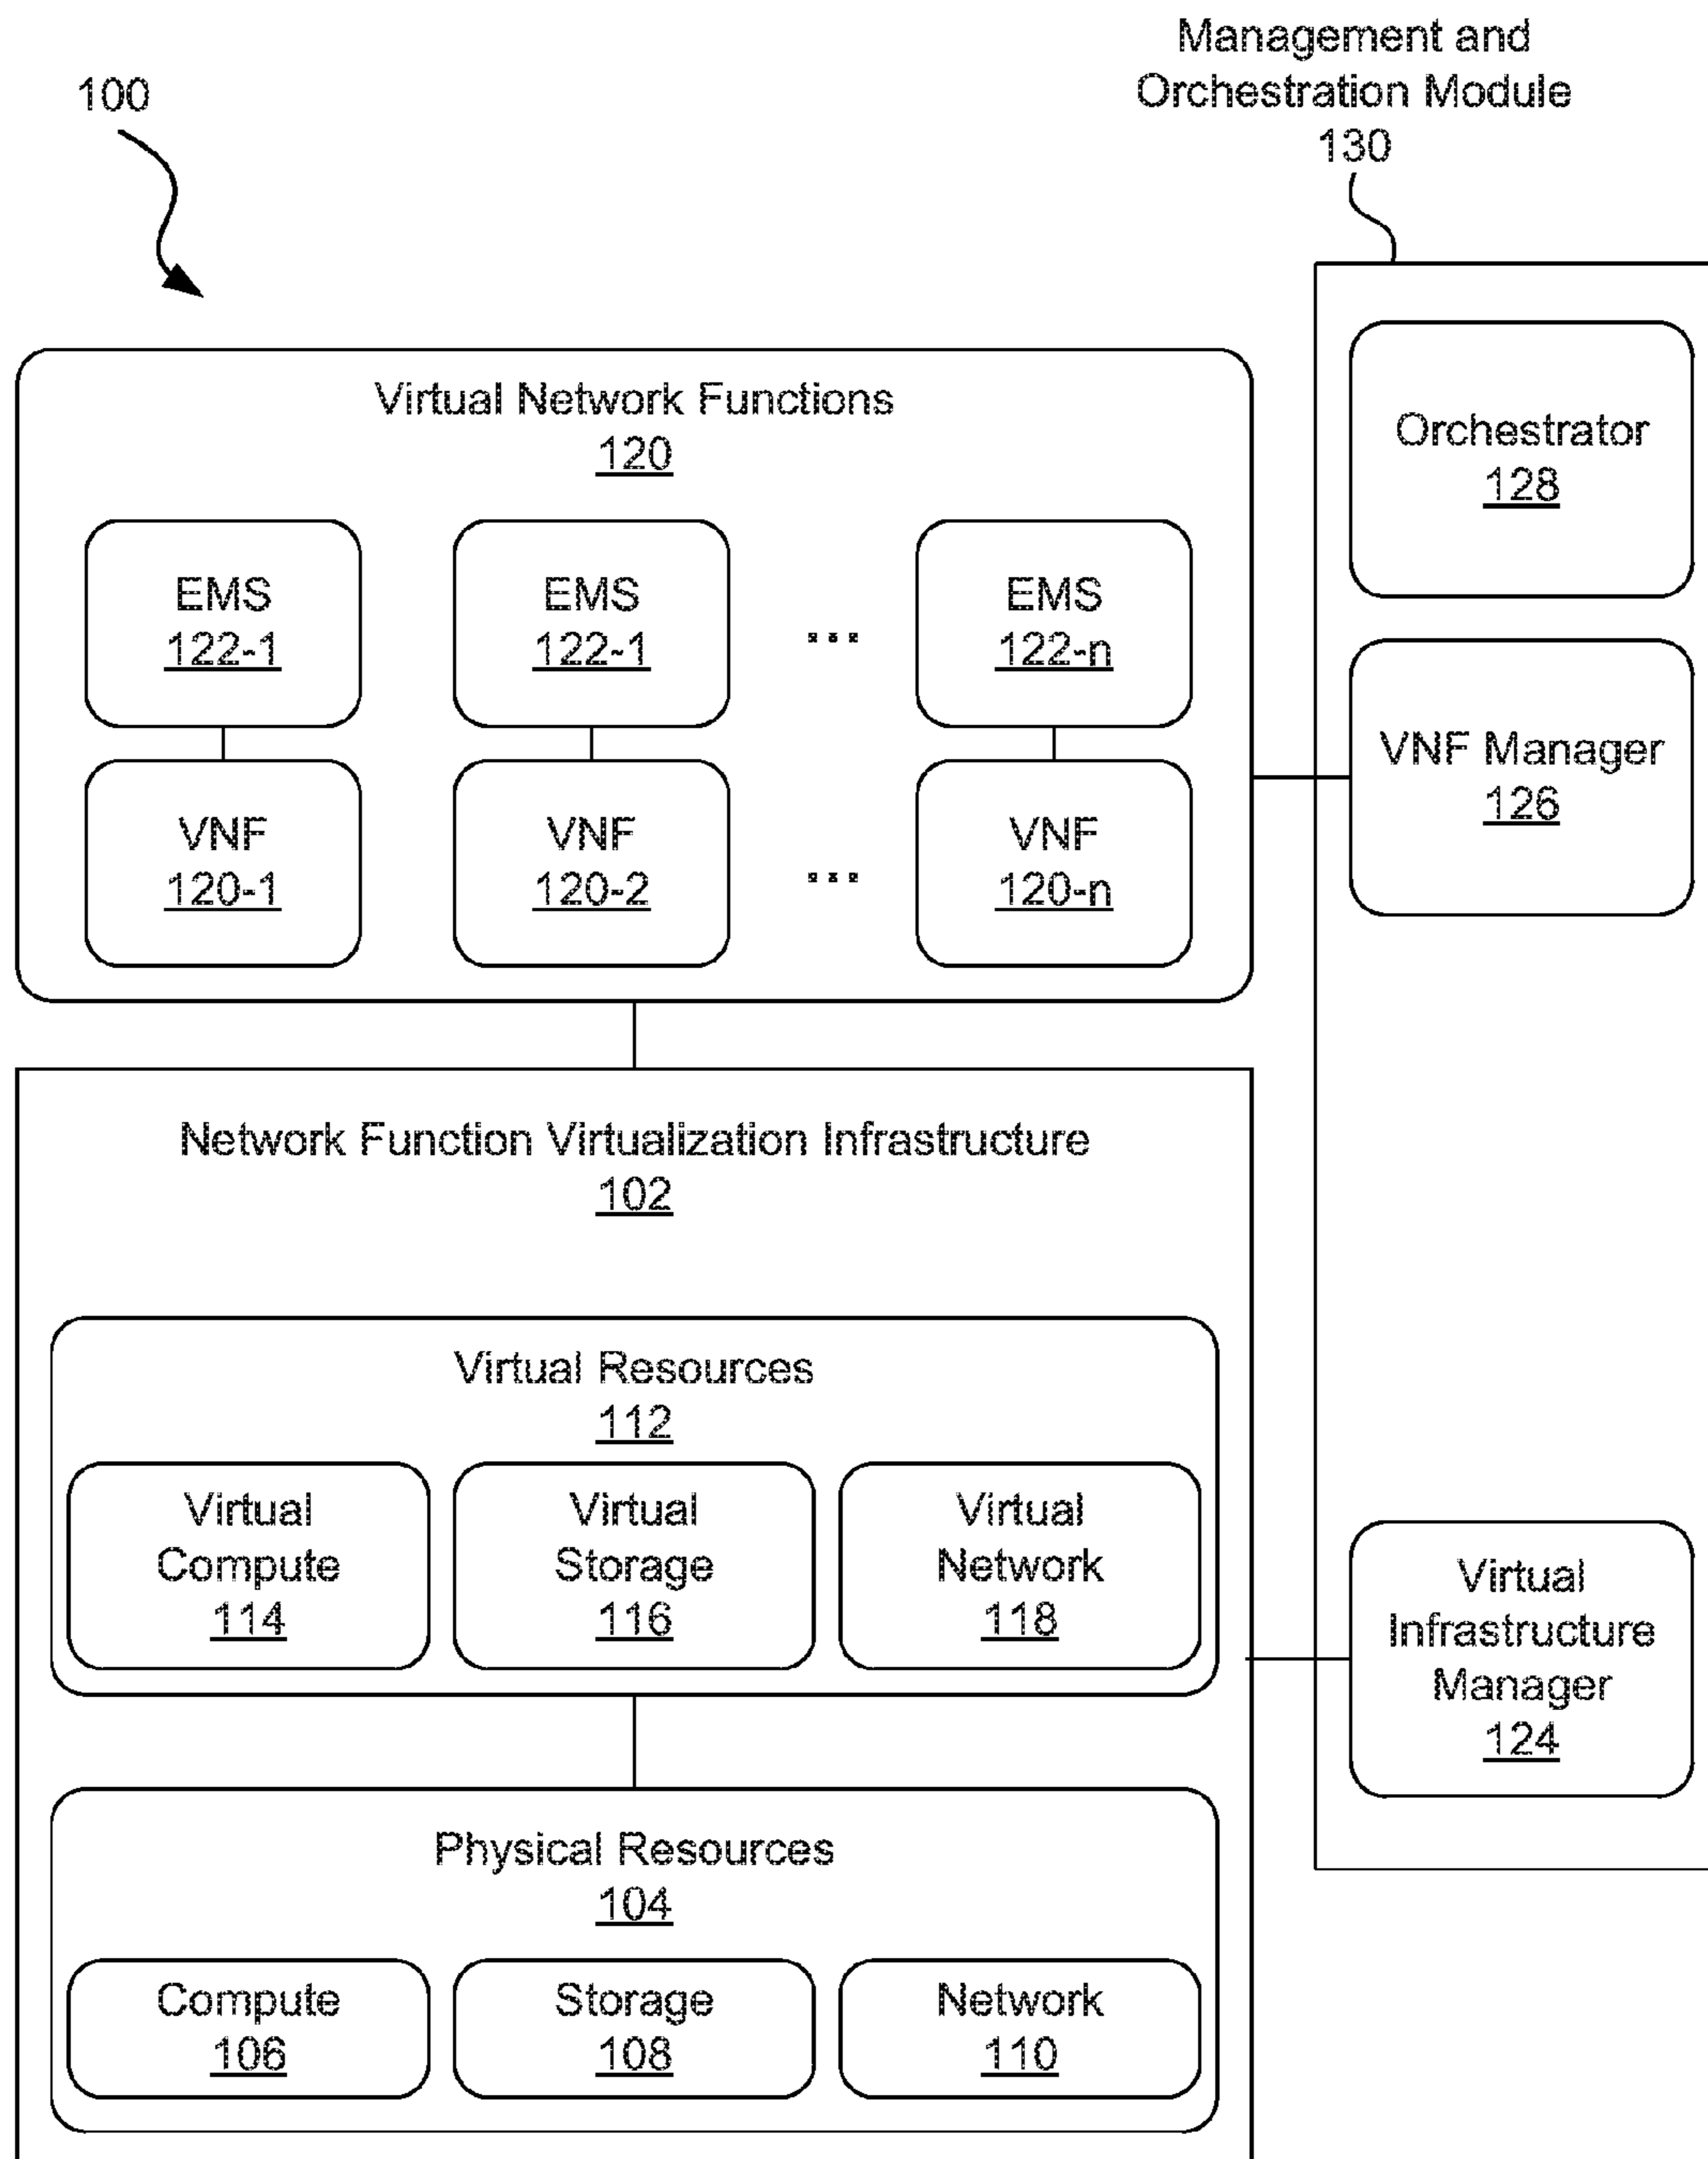 Management and
Orchestration Module
130
100
Virtual Network Functions
120
EMS
122-1
EMS
122-1
...
EMS
122-n
VNF
120-1
VNF
120-2
...
VNF
120-n
Orchestrator
128
VNF Manager
126
Network Function Virtualization Infrastructure
102
Virtual Resources
112
Virtual
Compute
114
Virtual
Storage
116
Virtual
Network
118
Virtual
Infrastructure
Manager
124
Physical Resources
104
Compute
106
Storage
108
Network
110